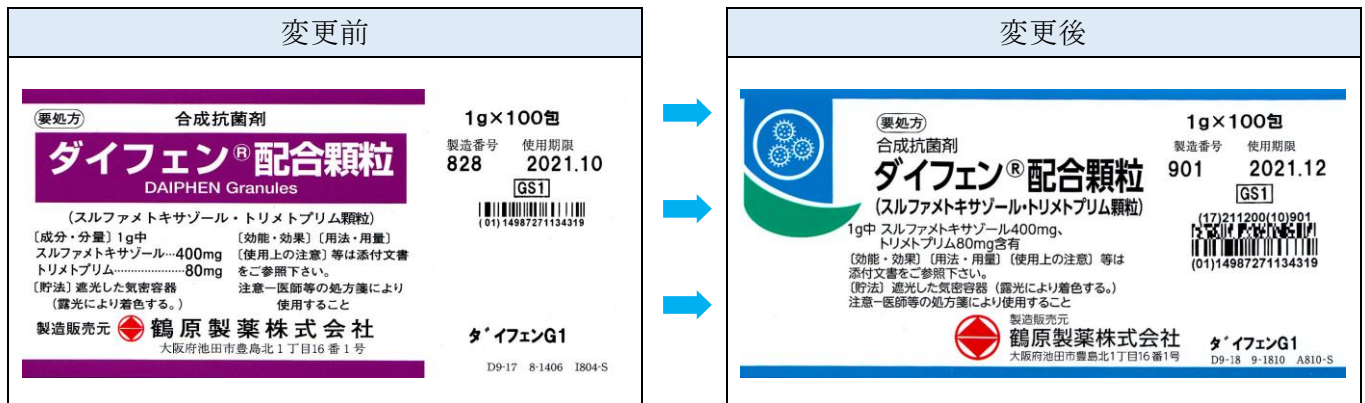 変更前
要処方 合成抗菌剤
ダイフェン®配合顆粒
DAIPHEN Granules
(スルファメトキサゾール・トリメトプリム顆粒)
〔成分・分量〕1g中
スルファメトキサゾール…400mg
トリメトプリム…………………80mg
〔貯法〕遮光した気密容器
(露光により着色する。)
〔効能・効果〕〔用法・用量〕
〔使用上の注意〕等は添付文書
をご参照下さい。
注意ー医師等の処方箋により
使用すること
製造販売元 鶴原製薬株式会社
大阪府池田市豊島北1丁目16番1号
1g×100包
製造番号 使用期限
828 2021.10
GS1
(01)14987271134319
ダイフェンG1
D9-17 8-1406 I804-S
変更後
要処方
合成抗菌剤
ダイフェン®配合顆粒
(スルファメトキサゾール・トリメトプリム顆粒)
1g中 スルファメトキサゾール400mg、
トリメトプリム80mg含有
〔効能・効果〕〔用法・用量〕〔使用上の注意〕等は
添付文書をご参照下さい。
〔貯法〕遮光した気密容器(露光により着色する。)
注意ー医師等の処方箋により使用すること
製造販売元
鶴原製薬株式会社
大阪府池田市豊島北1丁目16番1号
1g×100包
製造番号 使用期限
901 2021.12
GS1
(17)211200(10)901
(01)14987271134319
ダイフェンG1
D9-18 9-1810 A810-S